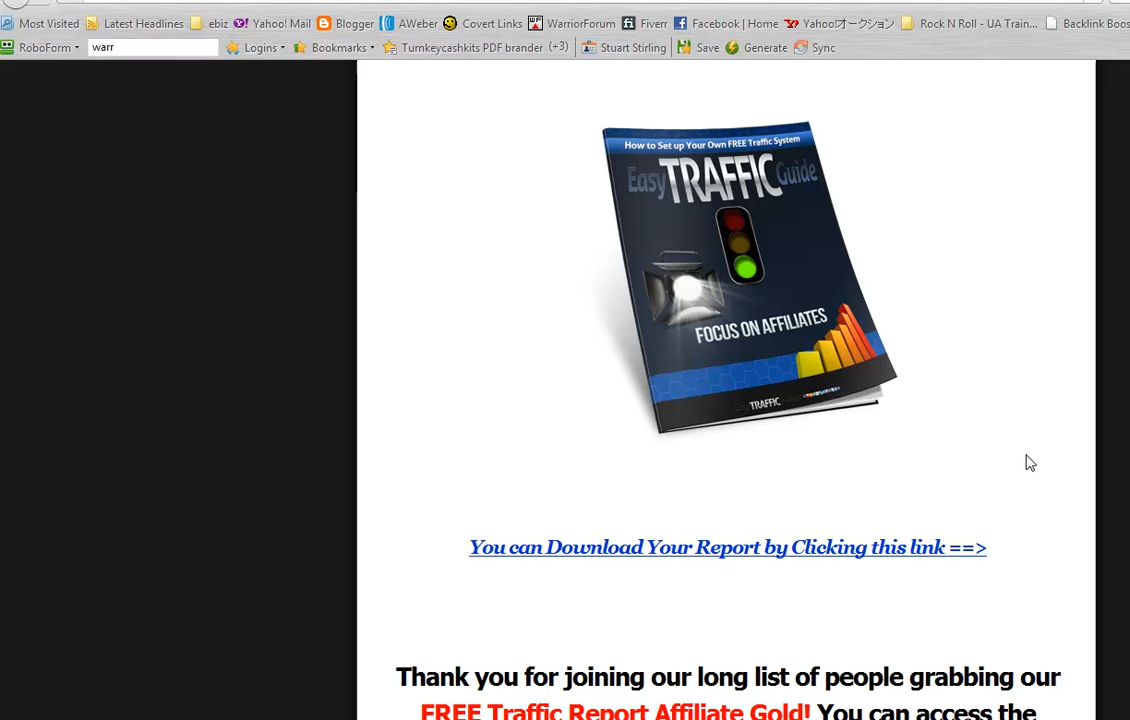 Most Visited Latest Headlines ebiz Yahoo! Mail Blogger AWeber Covert Links WarriorForum Fiverr Facebook | Home Yahoo!オークション Rock N Roll - UA Train... Backlink Boos
RoboForm warr Logins Bookmarks Turnkeycashkits PDF brander (+3) Stuart Stirling Save Generate Sync
How to Set up Your Own FREE Traffic System
Easy TRAFFIC Guide
FOCUS ON AFFILIATES
Easy TRAFFIC
You can Download Your Report by Clicking this link ==>
Thank you for joining our long list of people grabbing our
FREE Traffic Report Affiliate Gold! You can access the